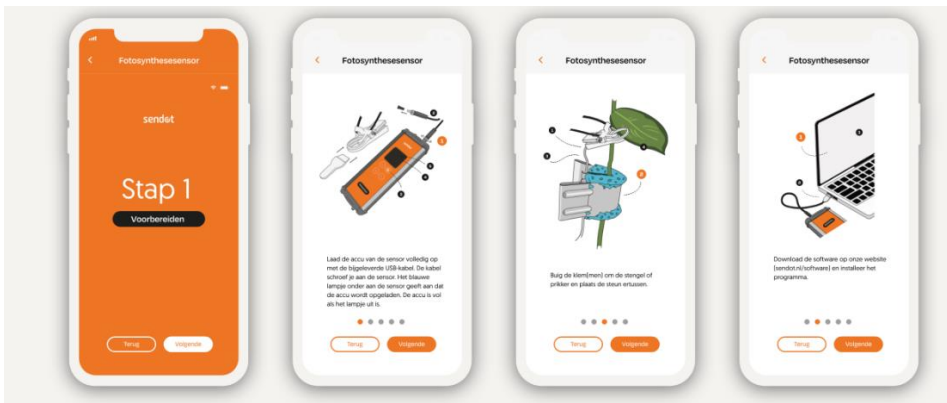 Fotosynthesesensor
sendot
Stap 1
Voorbereiden
Terug
Volgende
Fotosynthesesensor
Laad de accu van de sensor volledig op
met de bijgeleverde USB-kabel. De kabel
schroef je aan de sensor. Het blauwe
lampje onder aan de sensor geeft aan dat
de accu wordt opgeladen. De accu is vol
als het lampje uit is.
Terug
Volgende
Fotosynthesesensor
Buig de klem(men) om de stengel of
prikker en plaats de steun ertussen.
Terug
Volgende
Fotosynthesesensor
Download de software op onze website
(sendot.nl/software) en installeer het
programma.
Terug
Volgende